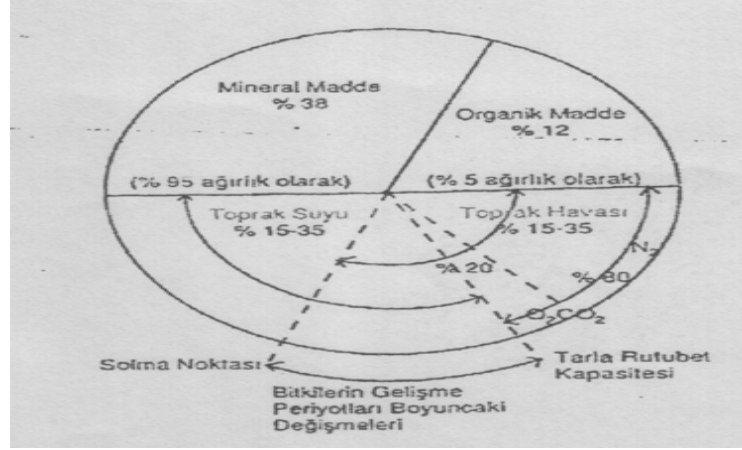 Mineral Madde
% 38
Organik Madde
% 12
(% 95 ağırlık olarak)
(% 5 ağırlık olarak)
Toprak Suyu
% 15-35
Toprak Havası
% 15-35
N₂
% 20
% 80
O₂CO₂
Solma Noktası
Tarla Rutubet
Kapasitesi
Bitkilerin Gelişme
Periyotları Boyuncaki
Değişmeleri